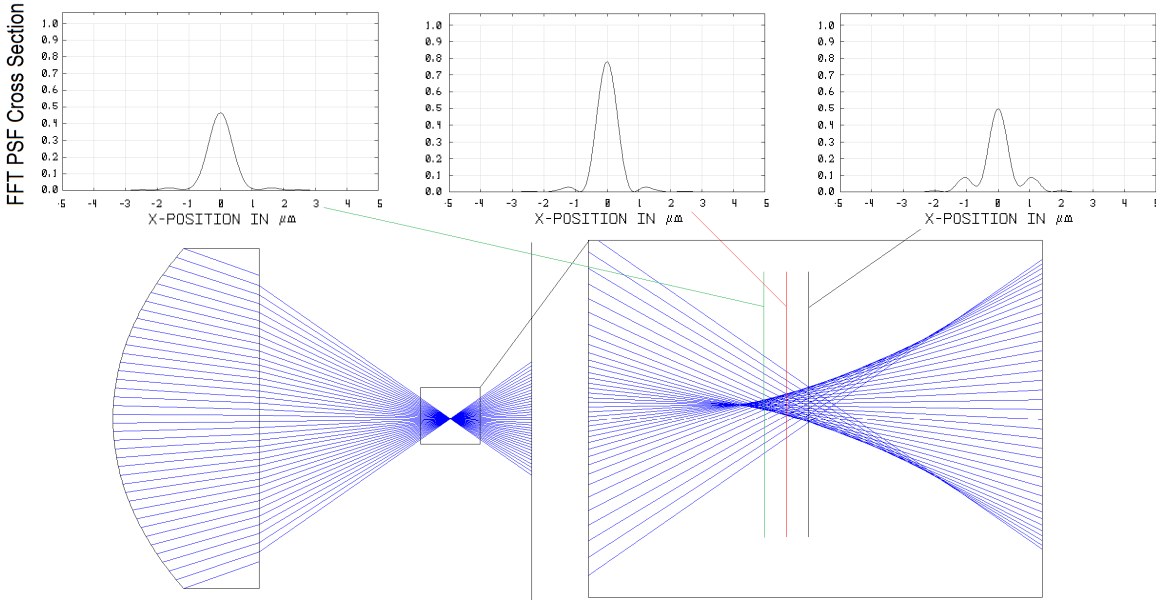 FFT PSF Cross Section
1.0 1.0 1.0
0.9 0.9 0.9
0.8 0.8 0.8
0.7 0.7 0.7
0.6 0.6 0.6
0.5 0.5 0.5
0.4 0.4 0.4
0.3 0.3 0.3
0.2 0.2 0.2
0.1 0.1 0.1
0.0 0.0 0.0
-5 -4 -3 -2 -1 0 1 2 3 4 5 -5 -4 -3 -2 -1 0 1 2 3 4 5 -5 -4 -3 -2 -1 0 1 2 3 4 5
X-POSITION IN µm X-POSITION IN µm X-POSITION IN µm